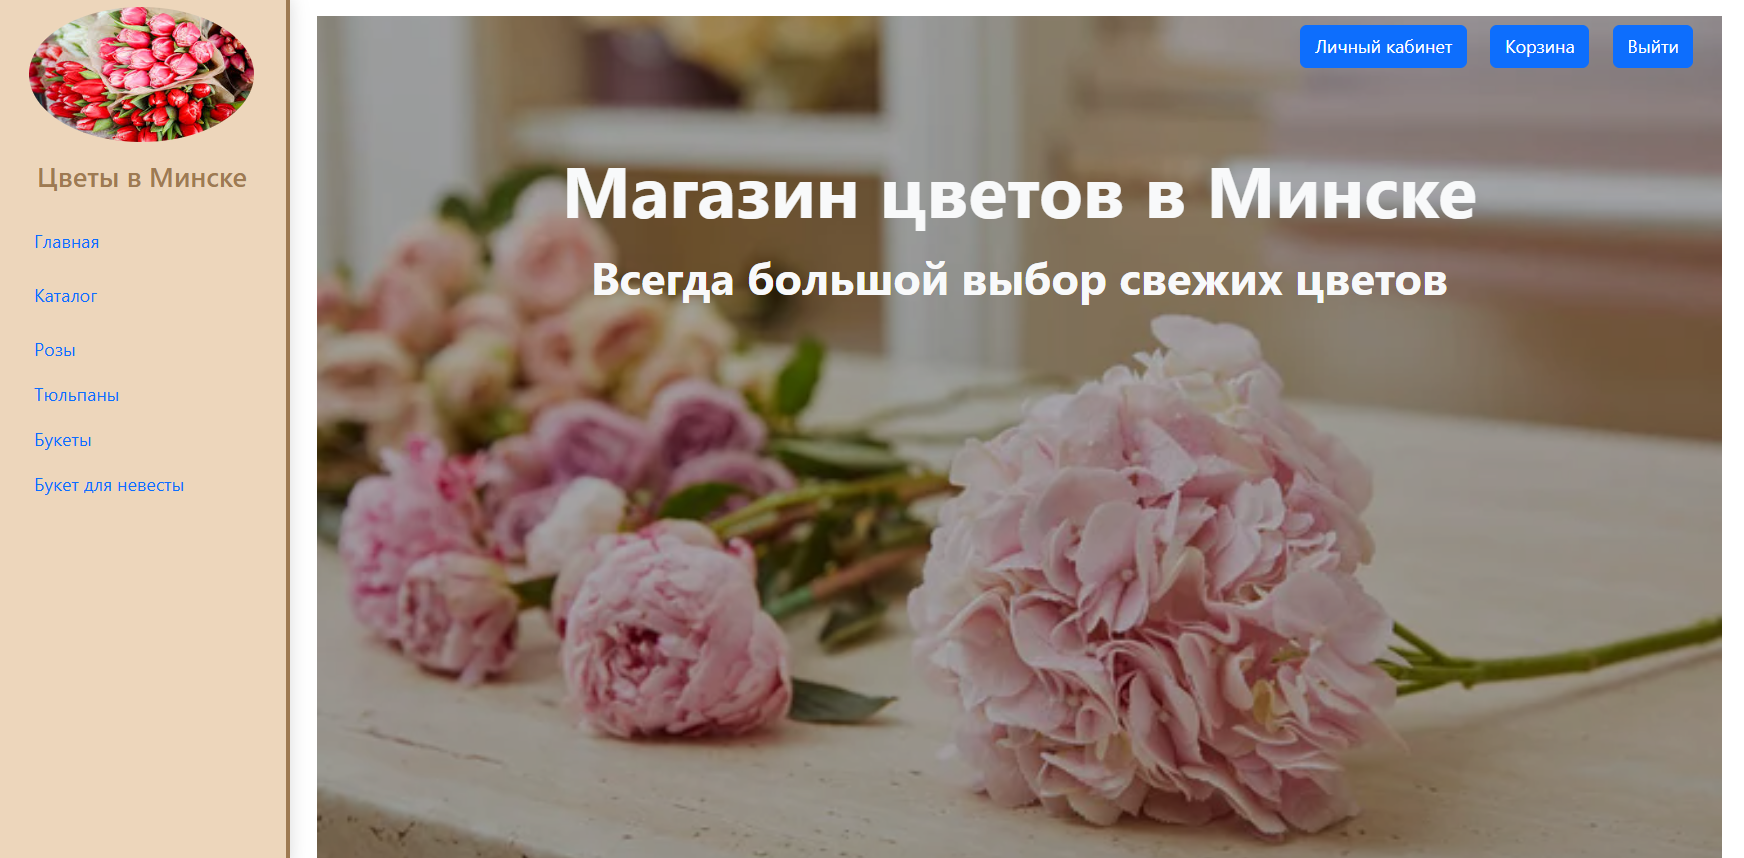 Цветы в Минске
Главная
Каталог
Розы
Тюльпаны
Букеты
Букет для невесты
Личный кабинет
Корзина
Выйти
Магазин цветов в Минске
Всегда большой выбор свежих цветов